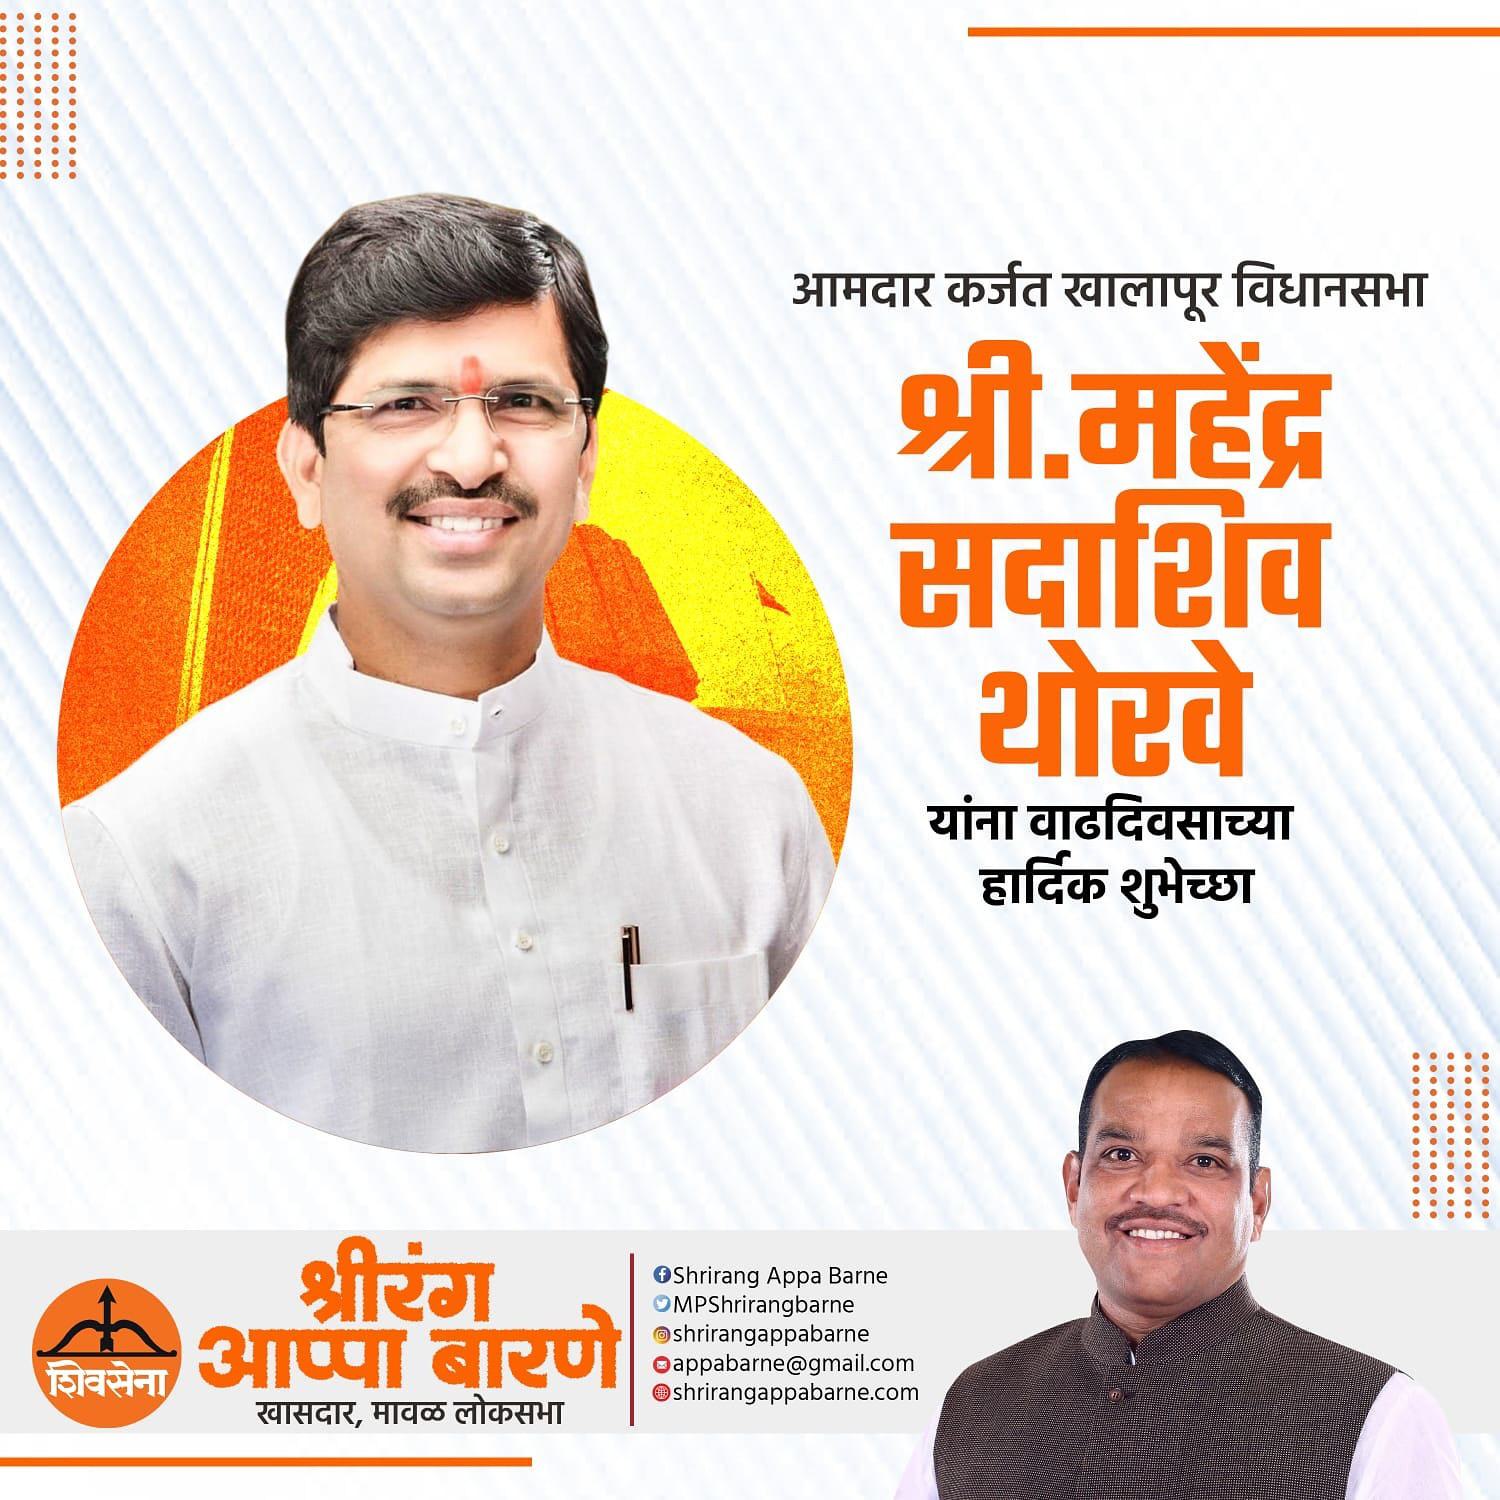 आमदार कर्जत खालापूर विधानसभा
श्री.महेंद्र
सदाशिव
थोरवे
यांना वाढदिवसाच्या
हार्दिक शुभेच्छा
शिवसेना
श्रीरंग
आप्पा बारणे
खासदार, मावळ लोकसभा
Shrirang Appa Barne
MPShrirangbarne
shrirangappabarne
appabarne@gmail.com
shrirangappabarne.com